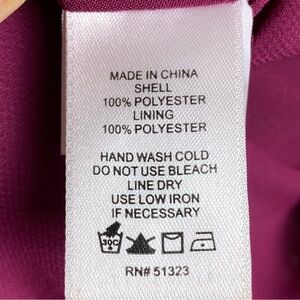 MADE IN CHINA
SHELL
100% POLYESTER
LINING
100% POLYESTER
HAND WASH COLD
DO NOT USE BLEACH
LINE DRY
USE LOW IRON
IF NECESSARY
30C
RN# 51323